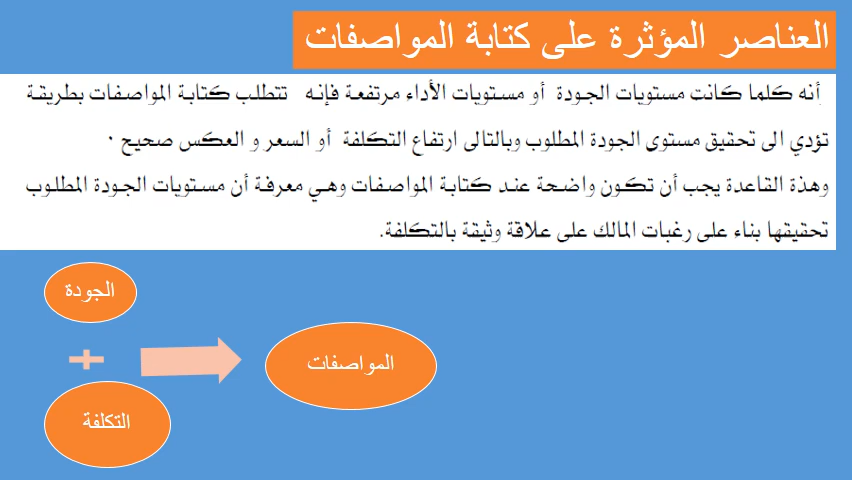 العناصر المؤثرة على كتابة المواصفات
أنه كلما كانت مستويات الجودة أو مستويات الأداء مرتفعة فإنه تتطلب كتابة المواصفات بطريقة
تؤدي الى تحقيق مستوى الجودة المطلوب وبالتالى ارتفاع التكلفة أو السعر و العكس صحيح ٠
وهذة القاعدة يجب أن تكون واضحة عند كتابة المواصفات وهي معرفة أن مستويات الجودة المطلوب
تحقيقها بناء على رغبات المالك على علاقة وثيقة بالتكلفة.
الجودة
+
التكلفة
المواصفات